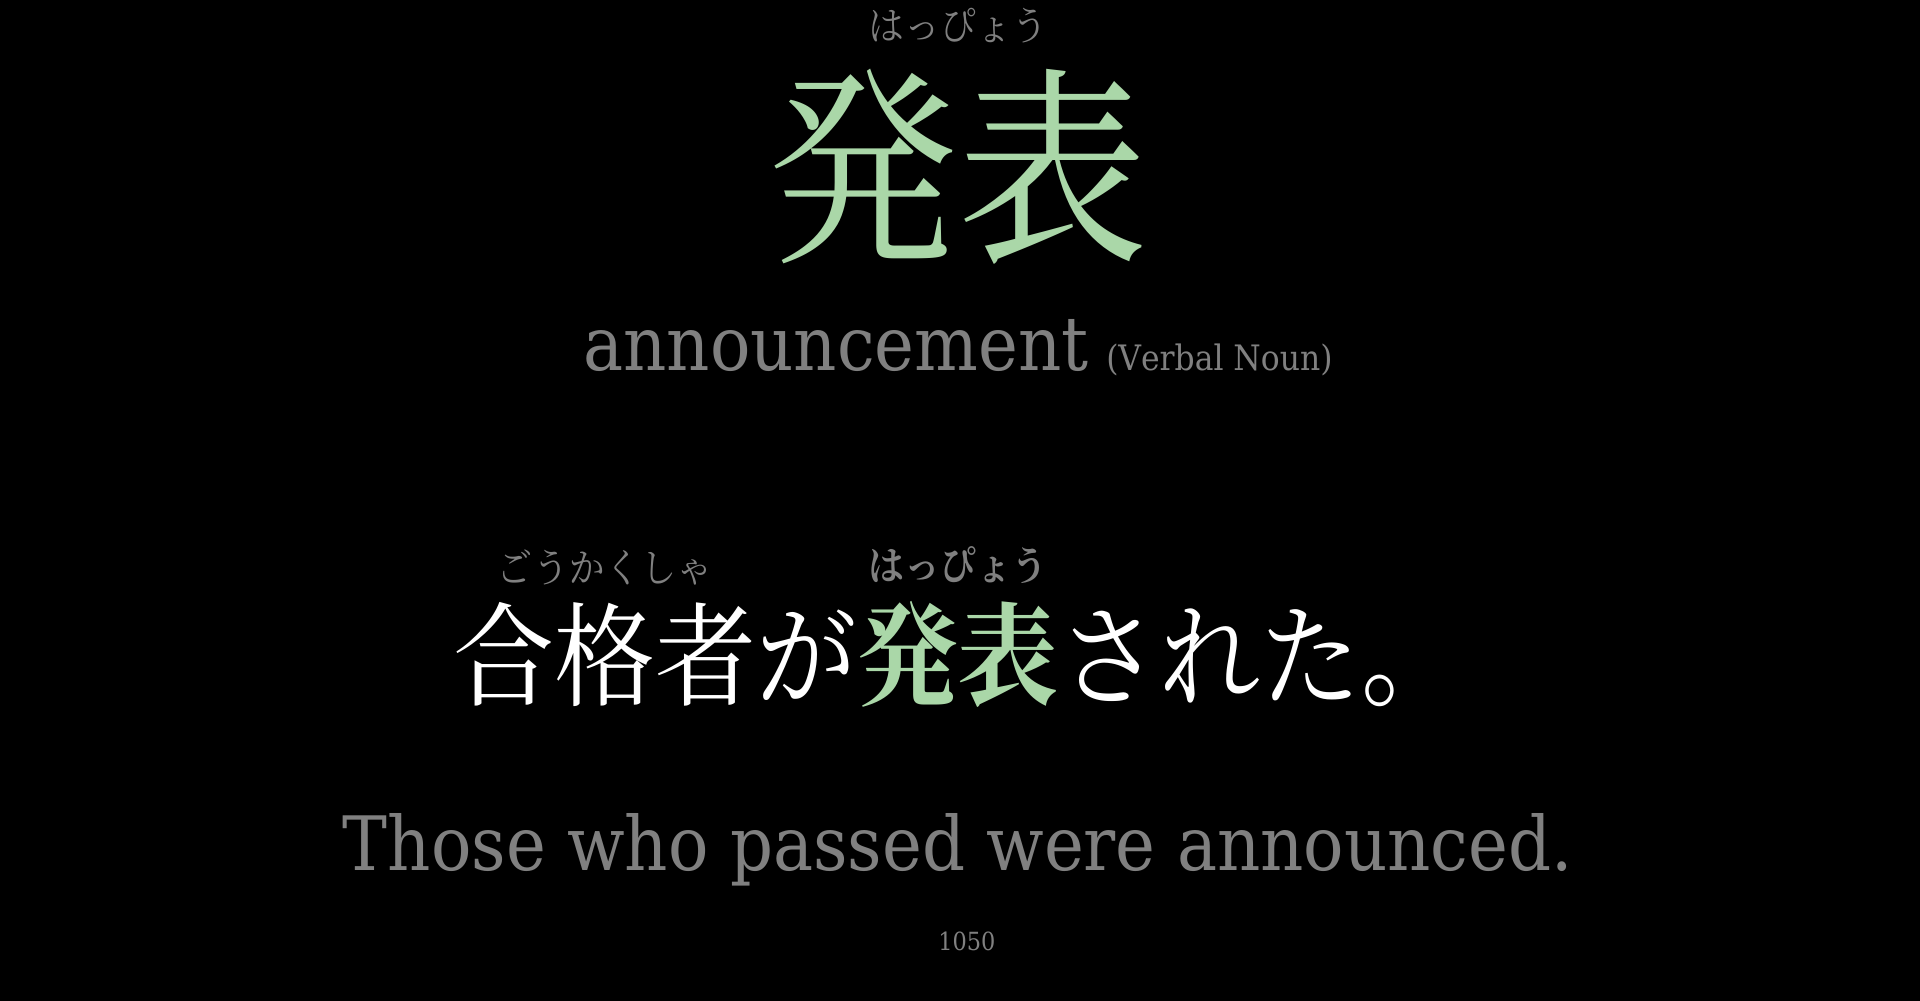 はっぴょう
発表
announcement (Verbal Noun)
ごうかくしゃ はっぴょう
合格者が発表された。
Those who passed were announced.
1050